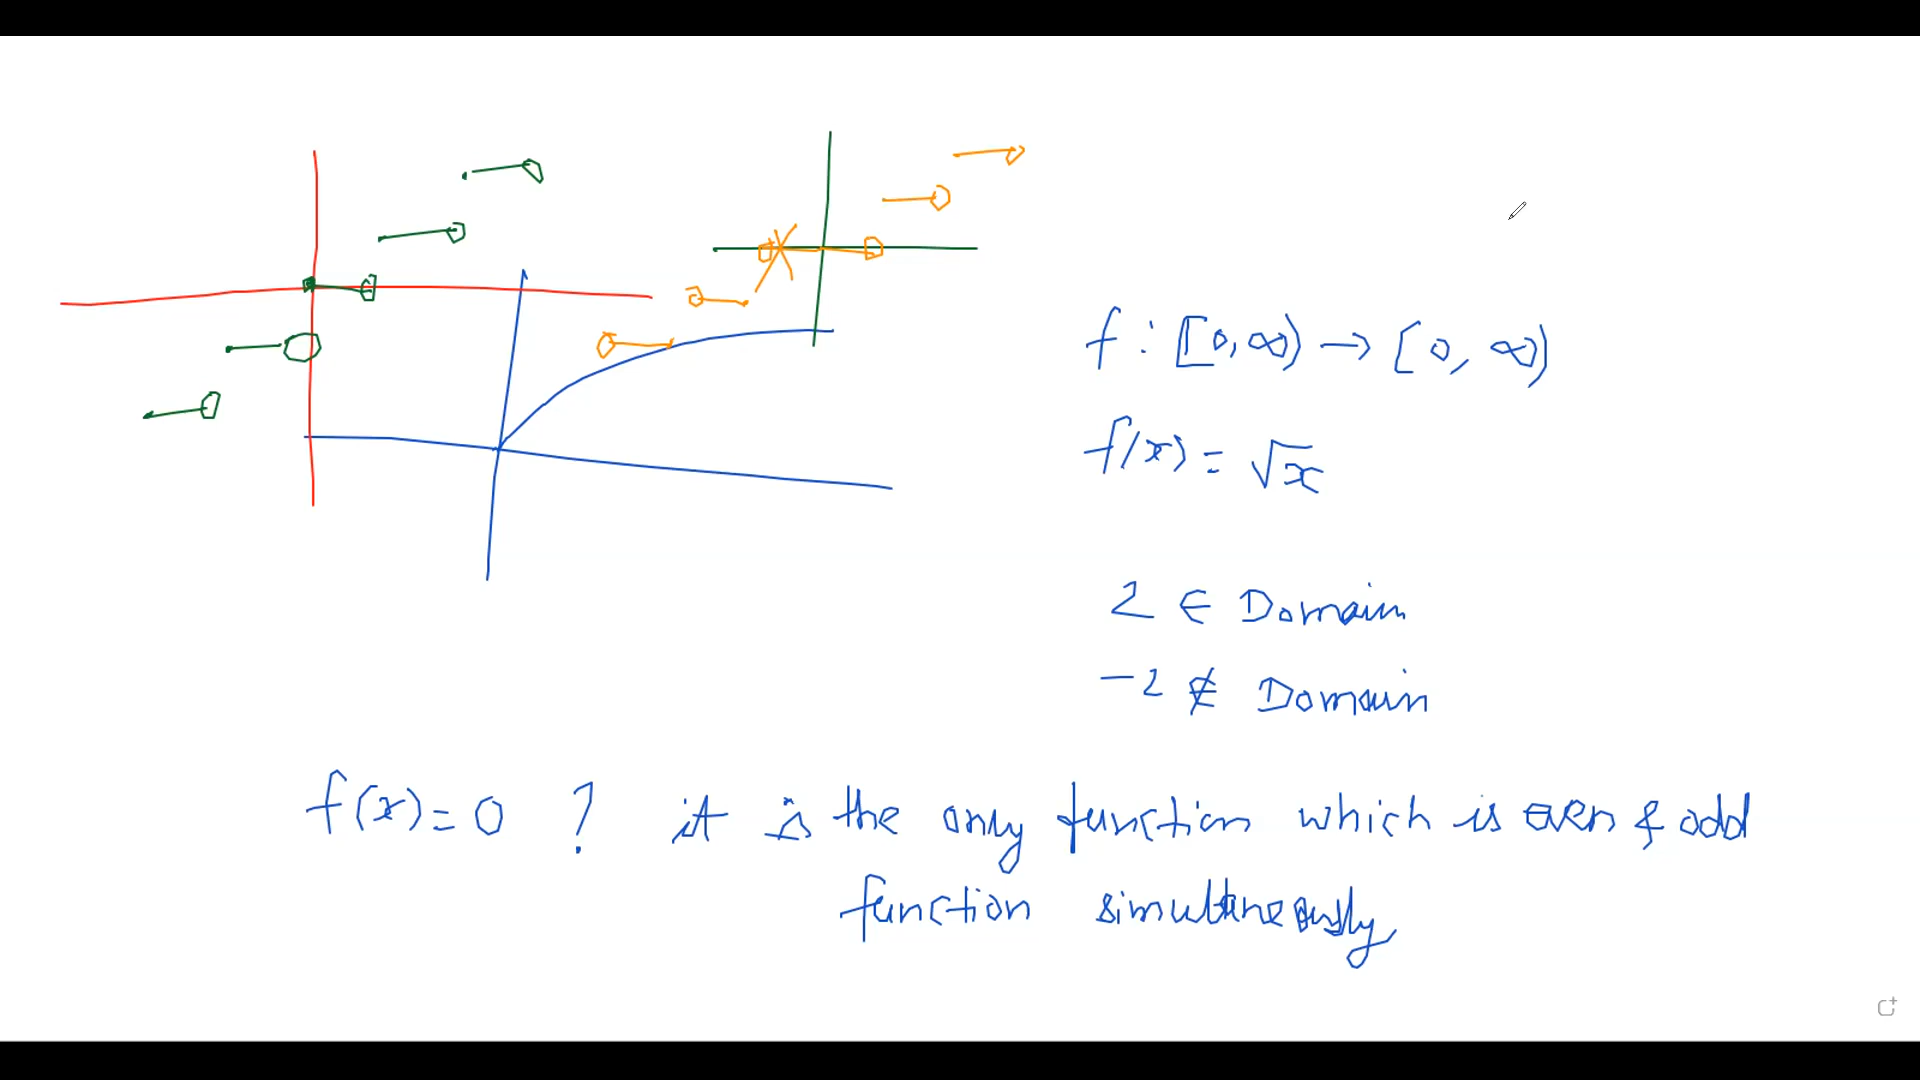 f : [0, ∞) → [0, ∞)
f(x) = √x
2 ∈ Domain
-2 ∉ Domain
f(x) = 0 ? it is the only function which is even & odd
function simultaneously